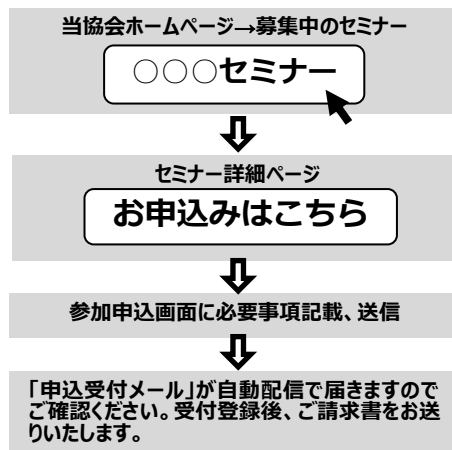 当協会ホームページ→募集中のセミナー
○○○セミナー
セミナー詳細ページ
お申込みはこちら
参加申込画面に必要事項記載、送信
「申込受付メール」が自動配信で届きますので
ご確認ください。受付登録後、ご請求書をお送
りいたします。